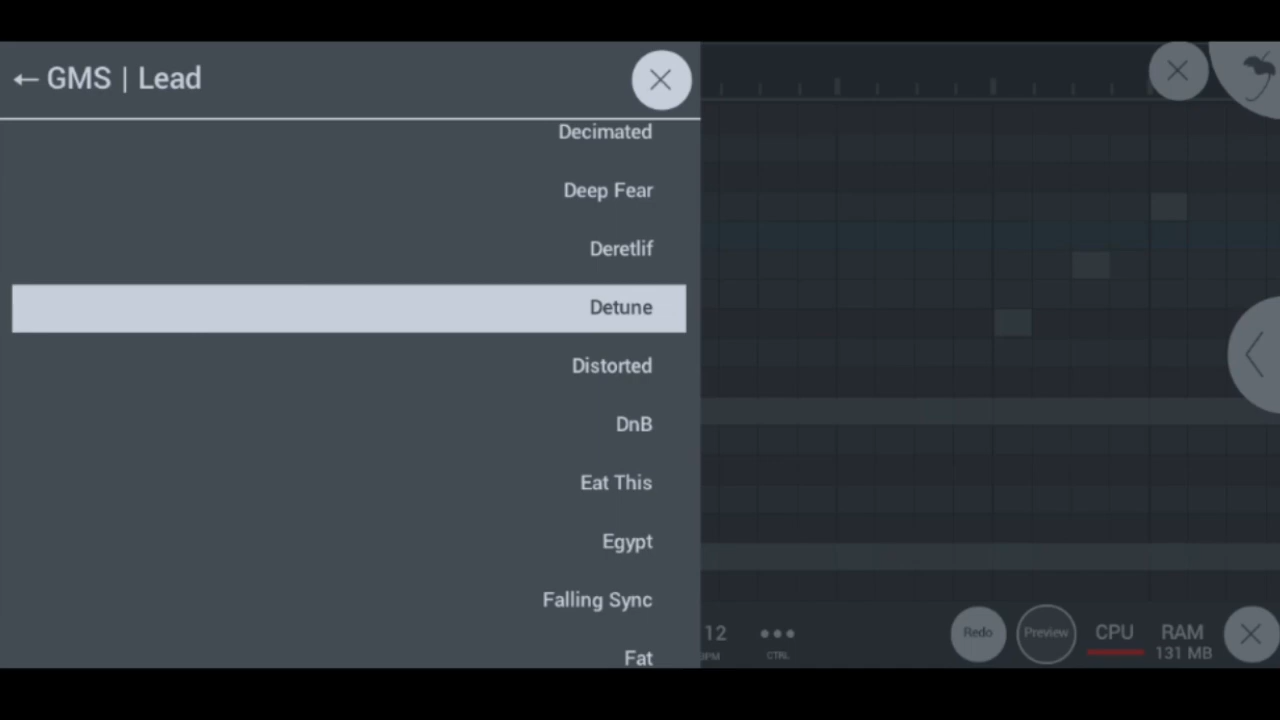 ← GMS | Lead
Decimated
Deep Fear
Deretlif
Detune
Distorted
DnB
Eat This
Egypt
Falling Sync
Fat
12
CTRL
Redo
Preview
CPU
RAM
131 MB